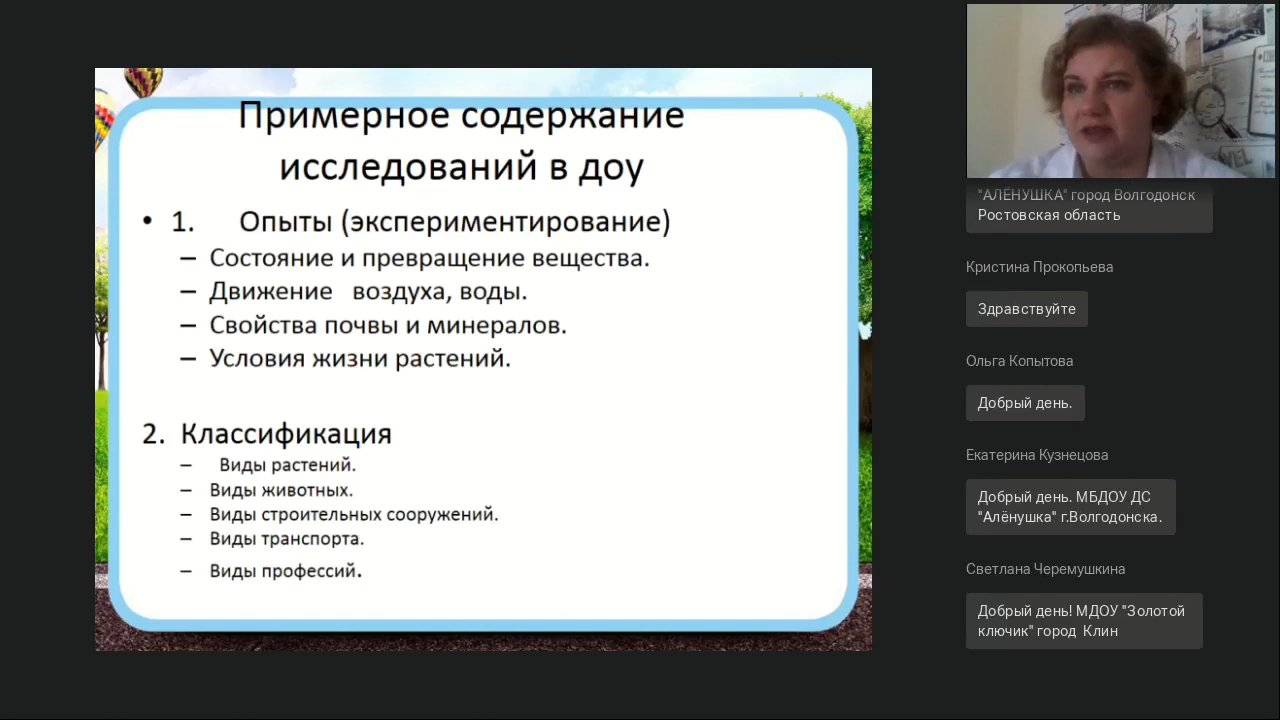 Примерное содержание
исследований в доу
• 1. Опыты (экспериментирование)
– Состояние и превращение вещества.
– Движение воздуха, воды.
– Свойства почвы и минералов.
– Условия жизни растений.
2. Классификация
– Виды растений.
– Виды животных.
– Виды строительных сооружений.
– Виды транспорта.
– Виды профессий.
"АЛЁНУШКА" город Волгодонск
Ростовская область
Кристина Прокопьева
Здравствуйте
Ольга Копытова
Добрый день.
Екатерина Кузнецова
Добрый день. МБДОУ ДС
"Алёнушка" г.Волгодонска.
Светлана Черемушкина
Добрый день! МДОУ "Золотой
ключик" город Клин